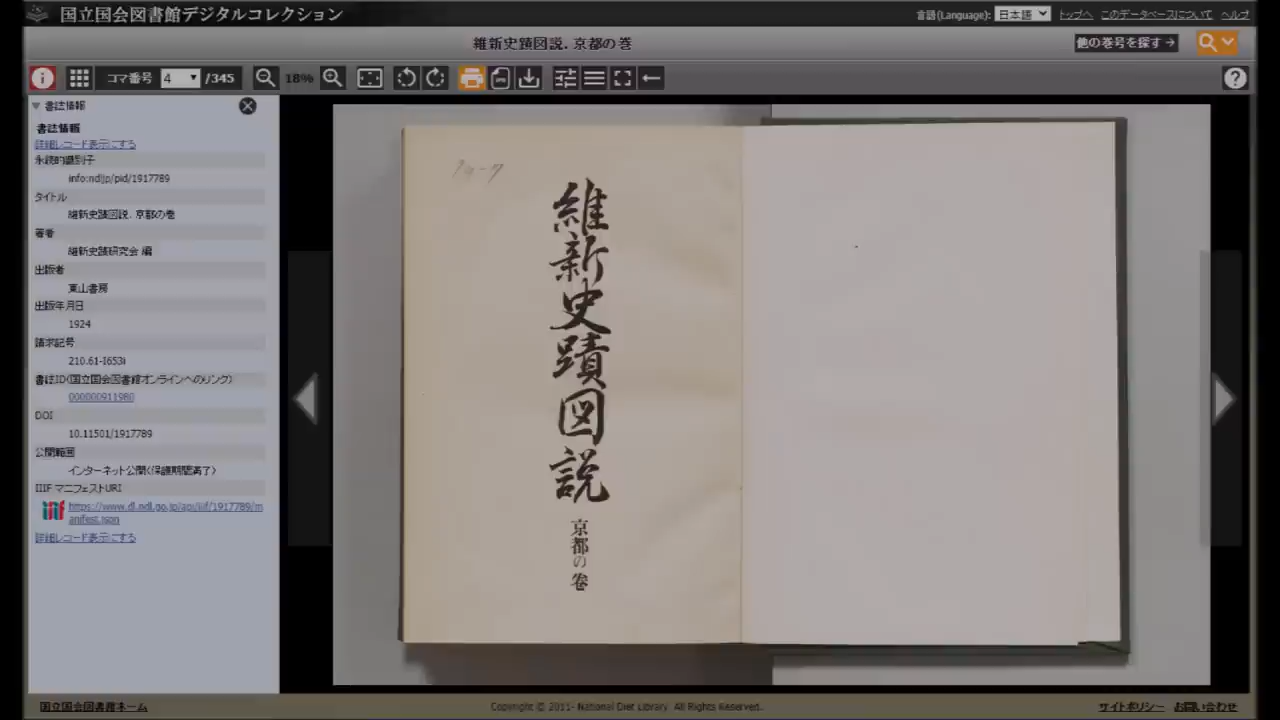 国立国会図書館デジタルコレクション
言語(Language): 日本語 トップへ このデータベースについて ヘルプ
維新史蹟図説. 京都の巻
他の巻号を探す→
コマ番号 4 /345
18%
書誌情報
書誌情報
詳細レコード表示にする
永続的識別子
info:ndljp/pid/1917789
タイトル
維新史蹟図説. 京都の巻
著者
維新史蹟研究会 編
出版者
東山書房
出版年月日
1924
請求記号
210.61-I653i
書誌ID(国立国会図書館オンラインへのリンク)
000000911980
DOI
10.11501/1917789
公開範囲
インターネット公開(保護期間満了)
IIIF マニフェストURI
https://www.dl.ndl.go.jp/api/iiif/1917789/m
anifest.json
詳細レコード表示にする
維新史蹟図説
京都の巻
国立国会図書館ホーム
Copyright © 2011- National Diet Library. All Rights Reserved.
サイトポリシー お問い合わせ